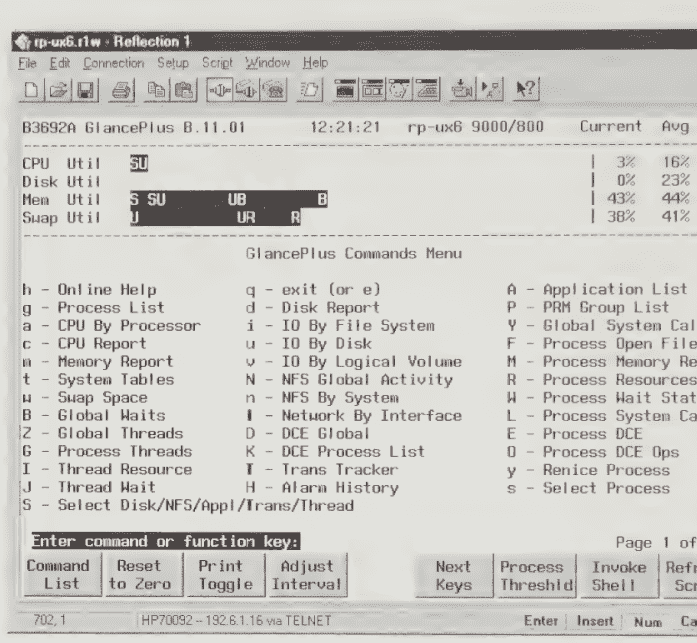 rp-ux6.r1w - Reflection 1
File Edit Connection Setup Script Window Help
B3692A GlancePlus B.11.01 12:21:21 rp-ux6 9000/800 Current Avg
CPU Util SU | 3% 16%
Disk Util | 0% 23%
Mem Util S SU UB B | 43% 44%
Swap Util U UR R | 38% 41%
GlancePlus Commands Menu
h - Online Help q - exit (or e) A - Application List
g - Process List d - Disk Report P - PRM Group List
a - CPU By Processor i - IO By File System Y - Global System Cal
c - CPU Report u - IO By Disk F - Process Open File
m - Memory Report v - IO By Logical Volume M - Process Memory Re
t - System Tables N - NFS Global Activity R - Process Resources
w - Swap Space n - NFS By System W - Process Wait Stat
B - Global Waits l - Network By Interface L - Process System Ca
Z - Global Threads D - DCE Global E - Process DCE
G - Process Threads K - DCE Process List O - Process DCE Ops
I - Thread Resource T - Trans Tracker y - Renice Process
J - Thread Wait H - Alarm History s - Select Process
S - Select Disk/NFS/Appl/Trans/Thread
Enter command or function key: Page 1 of
Command Reset Print Adjust Next Process Invoke Refr
List to Zero Toggle Interval Keys Threshld Shell Scr
702, 1 HP70092 -- 192.6.1.16 via TELNET Enter Insert Num Ca